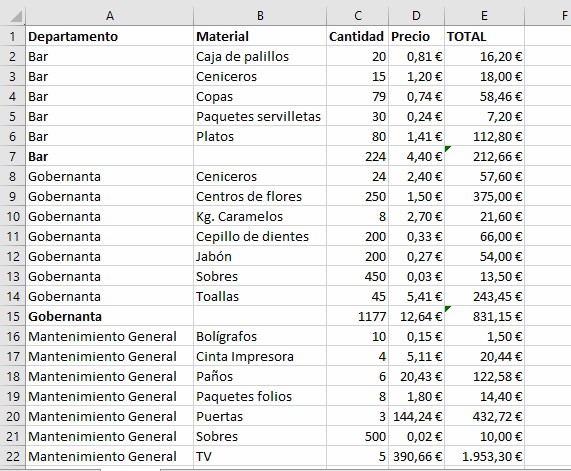 A B C D E F
1 Departamento Material Cantidad Precio TOTAL
2 Bar Caja de palillos 20 0,81 € 16,20 €
3 Bar Ceniceros 15 1,20 € 18,00 €
4 Bar Copas 79 0,74 € 58,46 €
5 Bar Paquetes servilletas 30 0,24 € 7,20 €
6 Bar Platos 80 1,41 € 112,80 €
7 Bar 224 4,40 € 212,66 €
8 Gobernanta Ceniceros 24 2,40 € 57,60 €
9 Gobernanta Centros de flores 250 1,50 € 375,00 €
10 Gobernanta Kg. Caramelos 8 2,70 € 21,60 €
11 Gobernanta Cepillo de dientes 200 0,33 € 66,00 €
12 Gobernanta Jabón 200 0,27 € 54,00 €
13 Gobernanta Sobres 450 0,03 € 13,50 €
14 Gobernanta Toallas 45 5,41 € 243,45 €
15 Gobernanta 1177 12,64 € 831,15 €
16 Mantenimiento General Bolígrafos 10 0,15 € 1,50 €
17 Mantenimiento General Cinta Impresora 4 5,11 € 20,44 €
18 Mantenimiento General Paños 6 20,43 € 122,58 €
19 Mantenimiento General Paquetes folios 8 1,80 € 14,40 €
20 Mantenimiento General Puertas 3 144,24 € 432,72 €
21 Mantenimiento General Sobres 500 0,02 € 10,00 €
22 Mantenimiento General TV 5 390,66 € 1.953,30 €